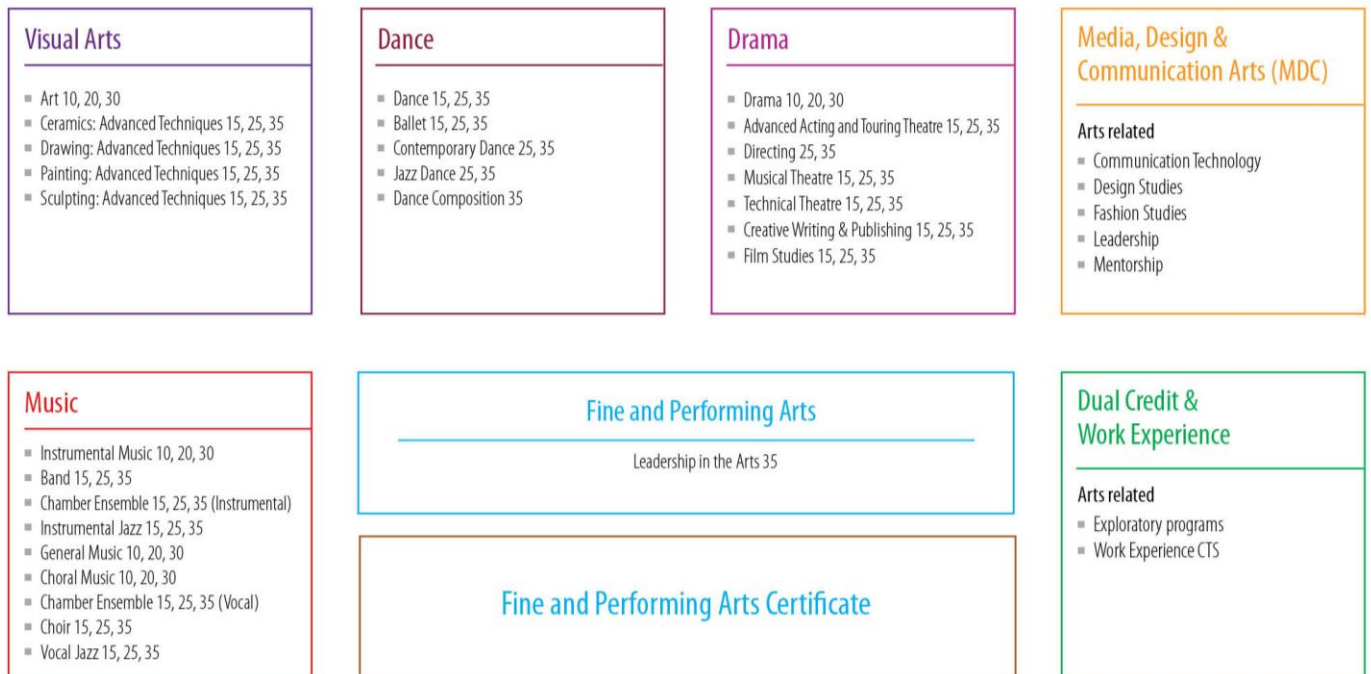 Visual Arts
Art 10, 20, 30
Ceramics: Advanced Techniques 15, 25, 35
Drawing: Advanced Techniques 15, 25, 35
Painting: Advanced Techniques 15, 25, 35
Sculpting: Advanced Techniques 15, 25, 35
Dance
Dance 15, 25, 35
Ballet 15, 25, 35
Contemporary Dance 25, 35
Jazz Dance 25, 35
Dance Composition 35
Drama
Drama 10, 20, 30
Advanced Acting and Touring Theatre 15, 25, 35
Directing 25, 35
Musical Theatre 15, 25, 35
Technical Theatre 15, 25, 35
Creative Writing & Publishing 15, 25, 35
Film Studies 15, 25, 35
Media, Design &
Communication Arts (MDC)
Arts related
Communication Technology
Design Studies
Fashion Studies
Leadership
Mentorship
Music
Instrumental Music 10, 20, 30
Band 15, 25, 35
Chamber Ensemble 15, 25, 35 (Instrumental)
Instrumental Jazz 15, 25, 35
General Music 10, 20, 30
Choral Music 10, 20, 30
Chamber Ensemble 15, 25, 35 (Vocal)
Choir 15, 25, 35
Vocal Jazz 15, 25, 35
Fine and Performing Arts
Leadership in the Arts 35
Fine and Performing Arts Certificate
Dual Credit &
Work Experience
Arts related
Exploratory programs
Work Experience CTS